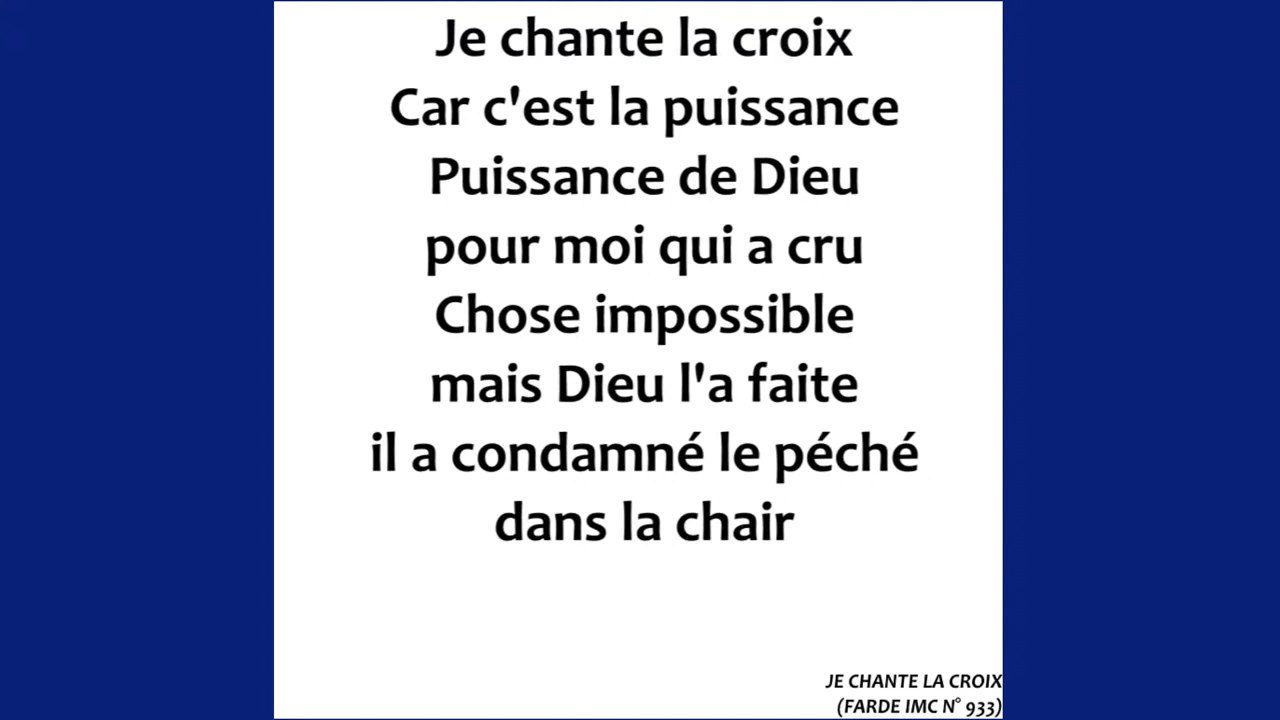 Je chante la croix
Car c'est la puissance
Puissance de Dieu
pour moi qui a cru
Chose impossible
mais Dieu l'a faite
il a condamné le péché
dans la chair
JE CHANTE LA CROIX
(FARDE IMC N° 933)